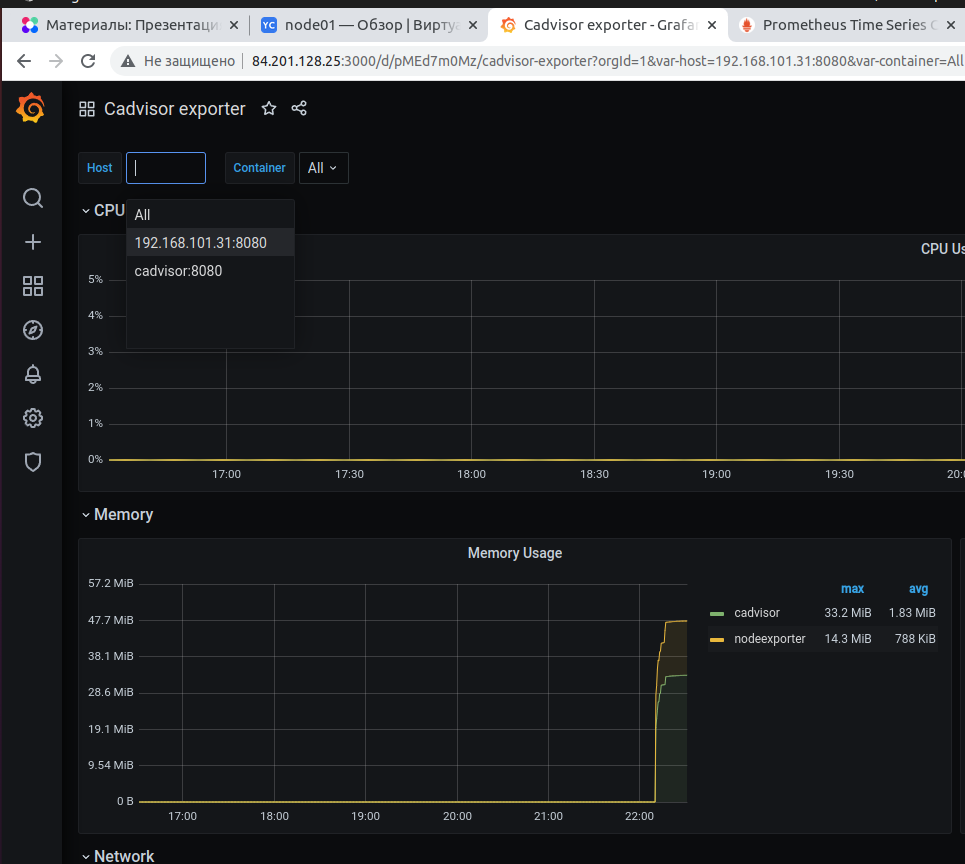 Материалы: Презентаци
node01 — Обзор | Вирту
Cadvisor exporter - Grafan
Prometheus Time Series C
Не защищено
84.201.128.25:3000/d/pMEd7m0Mz/cadvisor-exporter?orgId=1&var-host=192.168.101.31:8080&var-container=All
Cadvisor exporter
Host
Container
All
CPU
All
192.168.101.31:8080
cadvisor:8080
CPU Us
5%
4%
3%
2%
1%
0%
17:00 17:30 18:00 18:30 19:00 19:30 20:0
Memory
Memory Usage
57.2 MiB
47.7 MiB
38.1 MiB
28.6 MiB
19.1 MiB
9.54 MiB
0 B
17:00 18:00 19:00 20:00 21:00 22:00
max avg
cadvisor 33.2 MiB 1.83 MiB
nodeexporter 14.3 MiB 788 KiB
Network